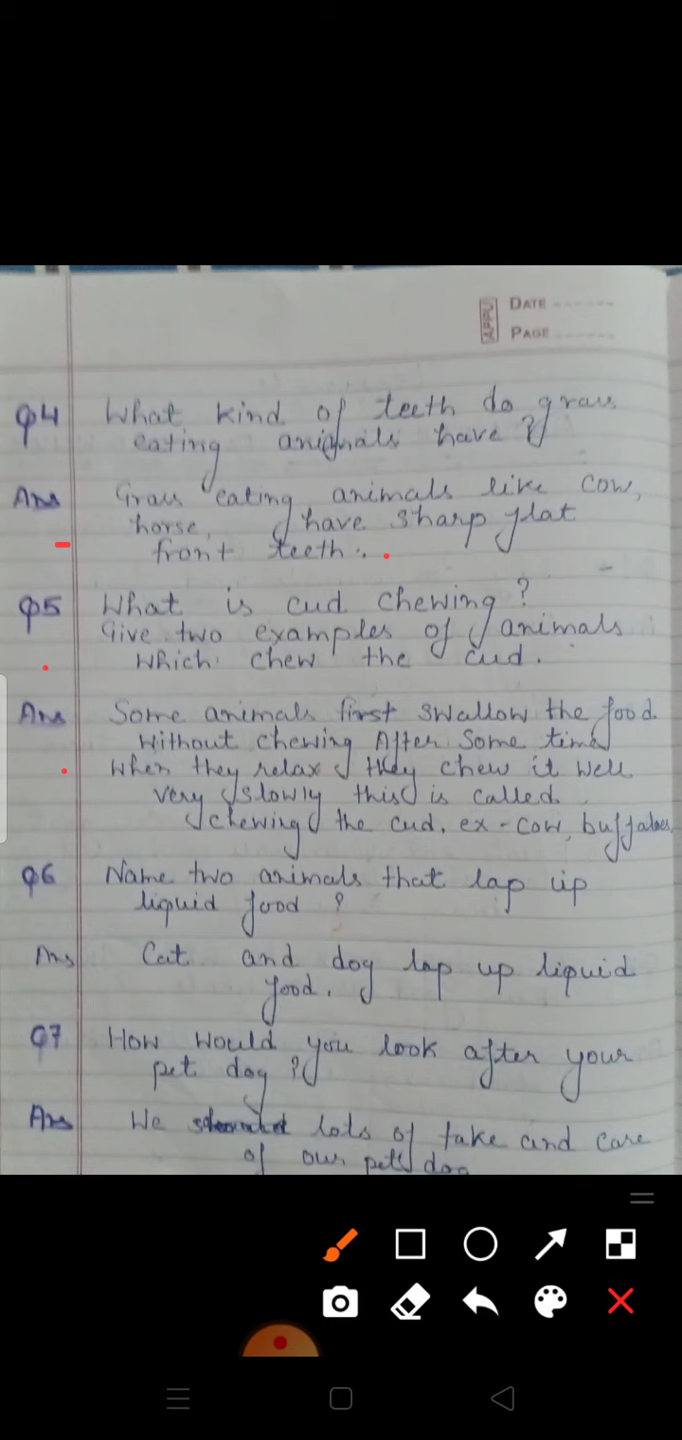 DATE
APPU
PAGE
Q4 What kind of teeth do grass
eating animals have ?
Ans Grass eating animals like cow,
horse, have sharp flat
front teeth.
Q5 What is cud chewing?
Give two examples of animals
which chew the cud.
Ans Some animals first swallow the food
without chewing After some time
when they relax they chew it well
very slowly this is called
chewing the cud. ex - cow, buffaloes,
Q6 Name two animals that lap up
liquid food ?
Ans Cat and dog lap up liquid
food.
Q7 How would you look after your
pet dog ?
Ans We lots of take and care
of our pet dog